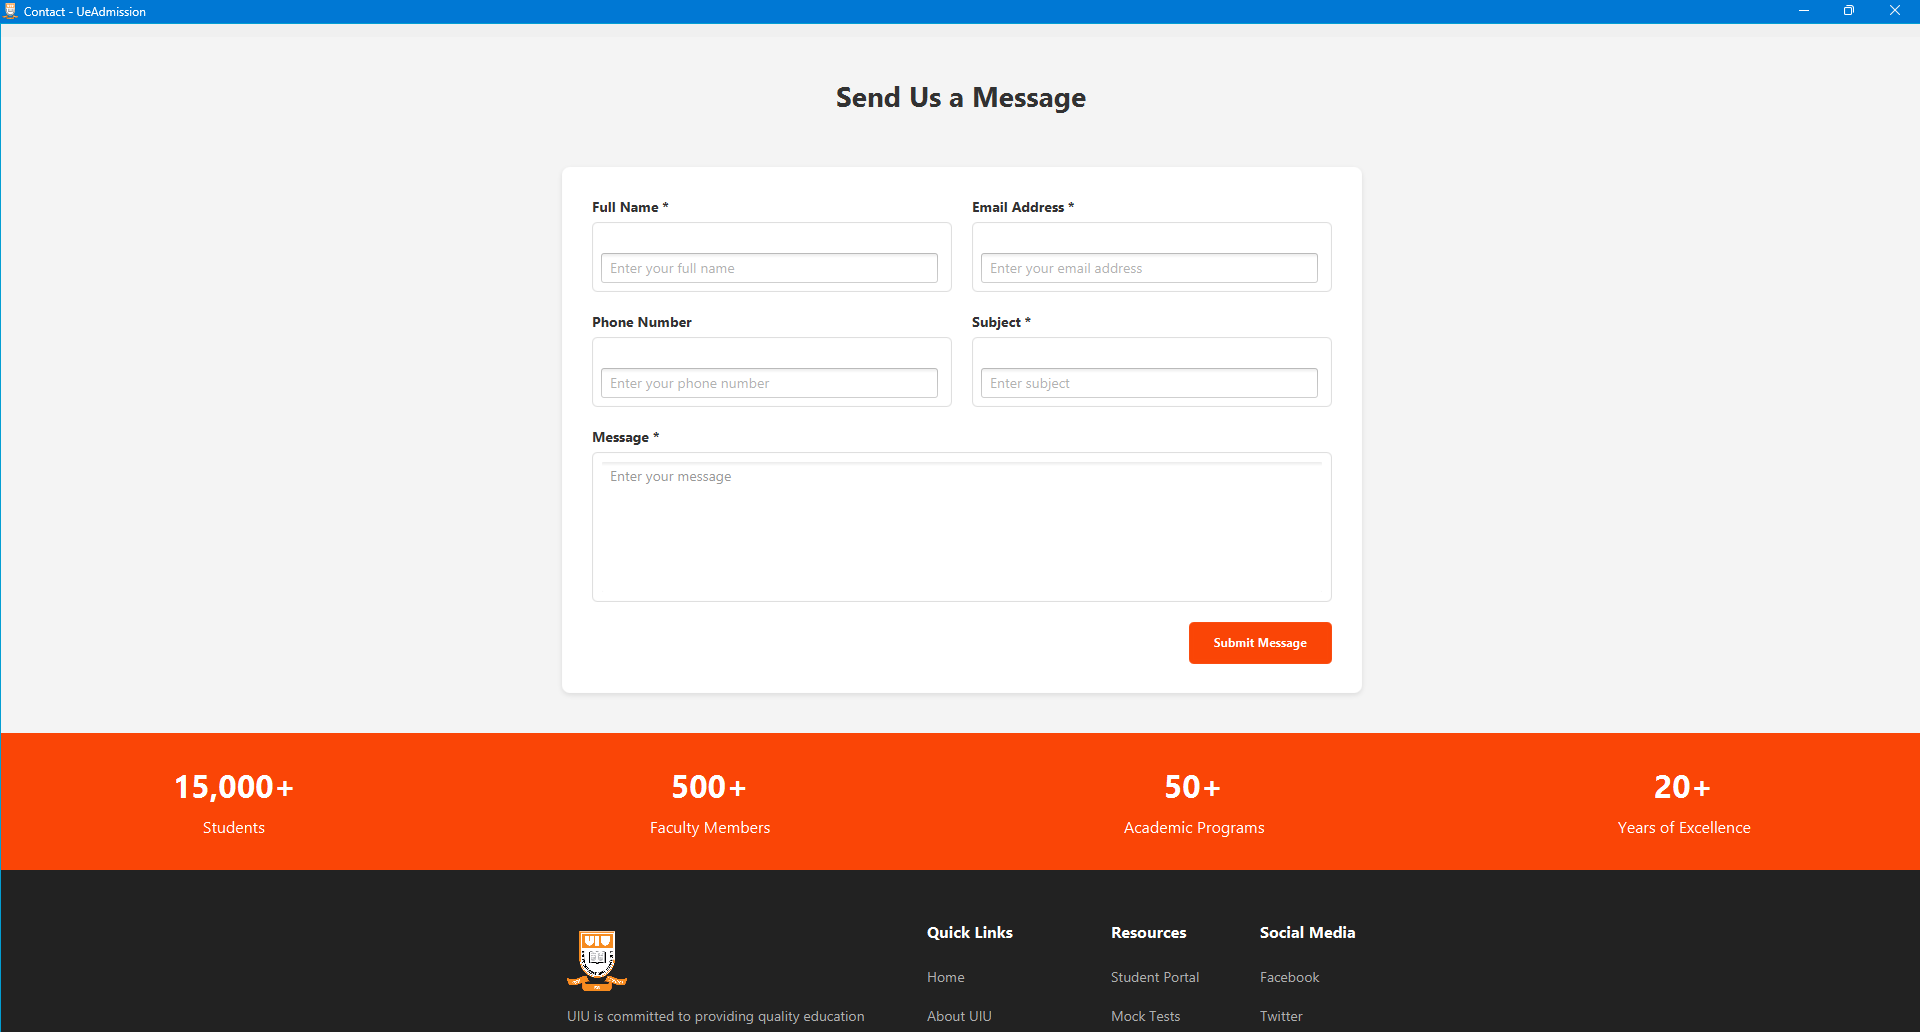 Contact - UeAdmission
Send Us a Message
Full Name *
Email Address *
Enter your full name
Enter your email address
Phone Number
Subject *
Enter your phone number
Enter subject
Message *
Enter your message
Submit Message
15,000+
Students
500+
Faculty Members
50+
Academic Programs
20+
Years of Excellence
UIU
UIU is committed to providing quality education
Quick Links
Home
About UIU
Resources
Student Portal
Mock Tests
Social Media
Facebook
Twitter